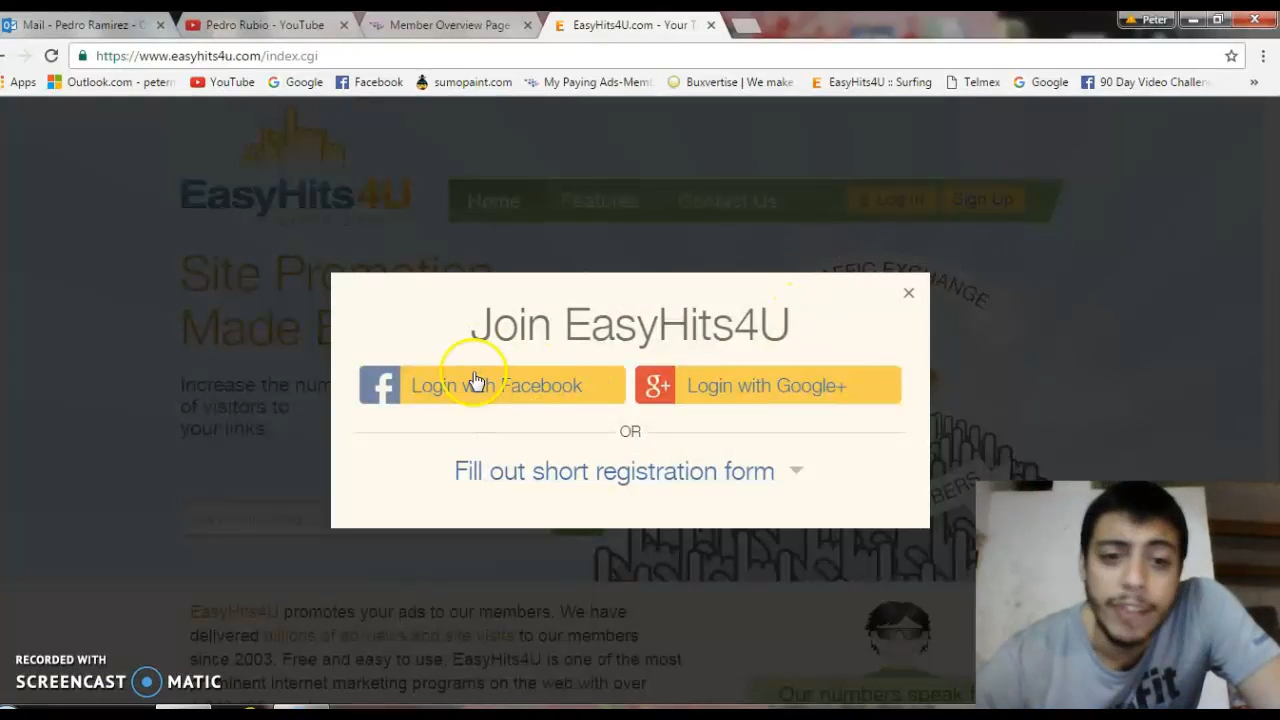 Mail - Pedro Ramirez - O
Pedro Rubio - YouTube
Member Overview Page
EasyHits4U.com - Your T
Peter
https://www.easyhits4u.com/index.cgi
Apps
Outlook.com - petern
YouTube
Google
Facebook
sumopaint.com
My Paying Ads-Mem
Buxvertise | We make
EasyHits4U :: Surfing
Telmex
Google
90 Day Video Challen
EasyHits4U
Home
Features
Contact Us
Log In
Sign Up
Site Promotion
Made E
TRAFFIC EXCHANGE
Increase the num
of visitors to
your links.
Join EasyHits4U
Login with Facebook
g+ Login with Google+
OR
Fill out short registration form
EasyHits4U promotes your ads to our members. We have
delivered billions of ad views and site visits to our members
since 2003. Free and easy to use, EasyHits4U is one of the most
prominent Internet marketing programs on the web with over
Our numbers speak f
RECORDED WITH
SCREENCAST MATIC
fit